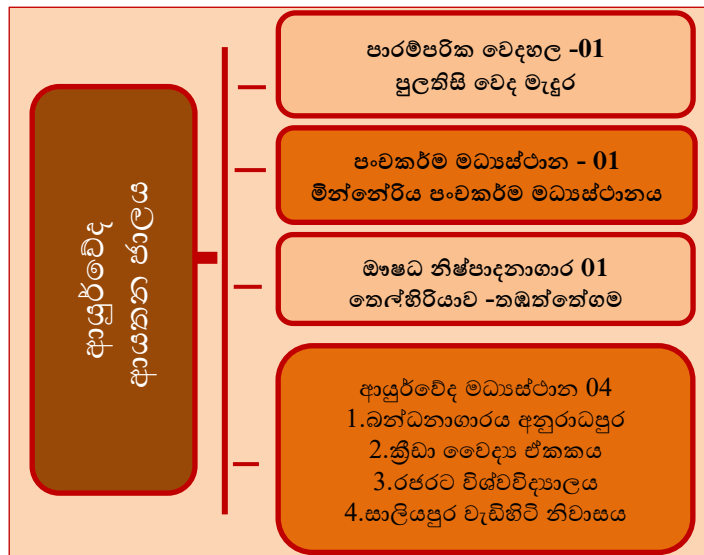 ආයුර්වේද
ආයතන ජාලය
පාරම්පරික වෙදහල -01
පුලතිසි වෙද මැදුර
පංචකර්ම මධ්‍යස්ථාන - 01
මින්නේරිය පංචකර්ම මධ්‍යස්ථානය
ඖෂධ නිෂ්පාදනාගාර 01
තෙල්හිරියාව -තඹුත්තේගම
ආයුර්වේද මධ්‍යස්ථාන 04
1.බන්ධනාගාරය අනුරාධපුර
2.ක්‍රීඩා වෛද්‍ය ඒකකය
3.රජරට විශ්වවිද්‍යාලය
4.සාලියපුර වැඩිහිටි නිවාසය